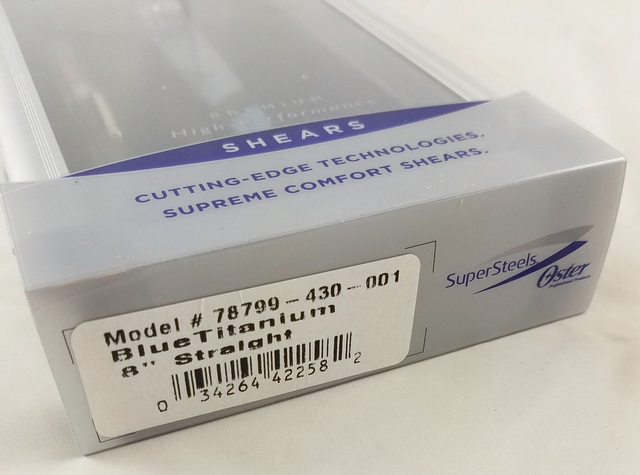 PREMIUM
High-Performance
SHEARS
CUTTING-EDGE TECHNOLOGIES.
SUPREME COMFORT SHEARS.
SuperSteels
Oster
Model # 78799-430-001
BlueTitanium
8" Straight
0 34264 42258 2